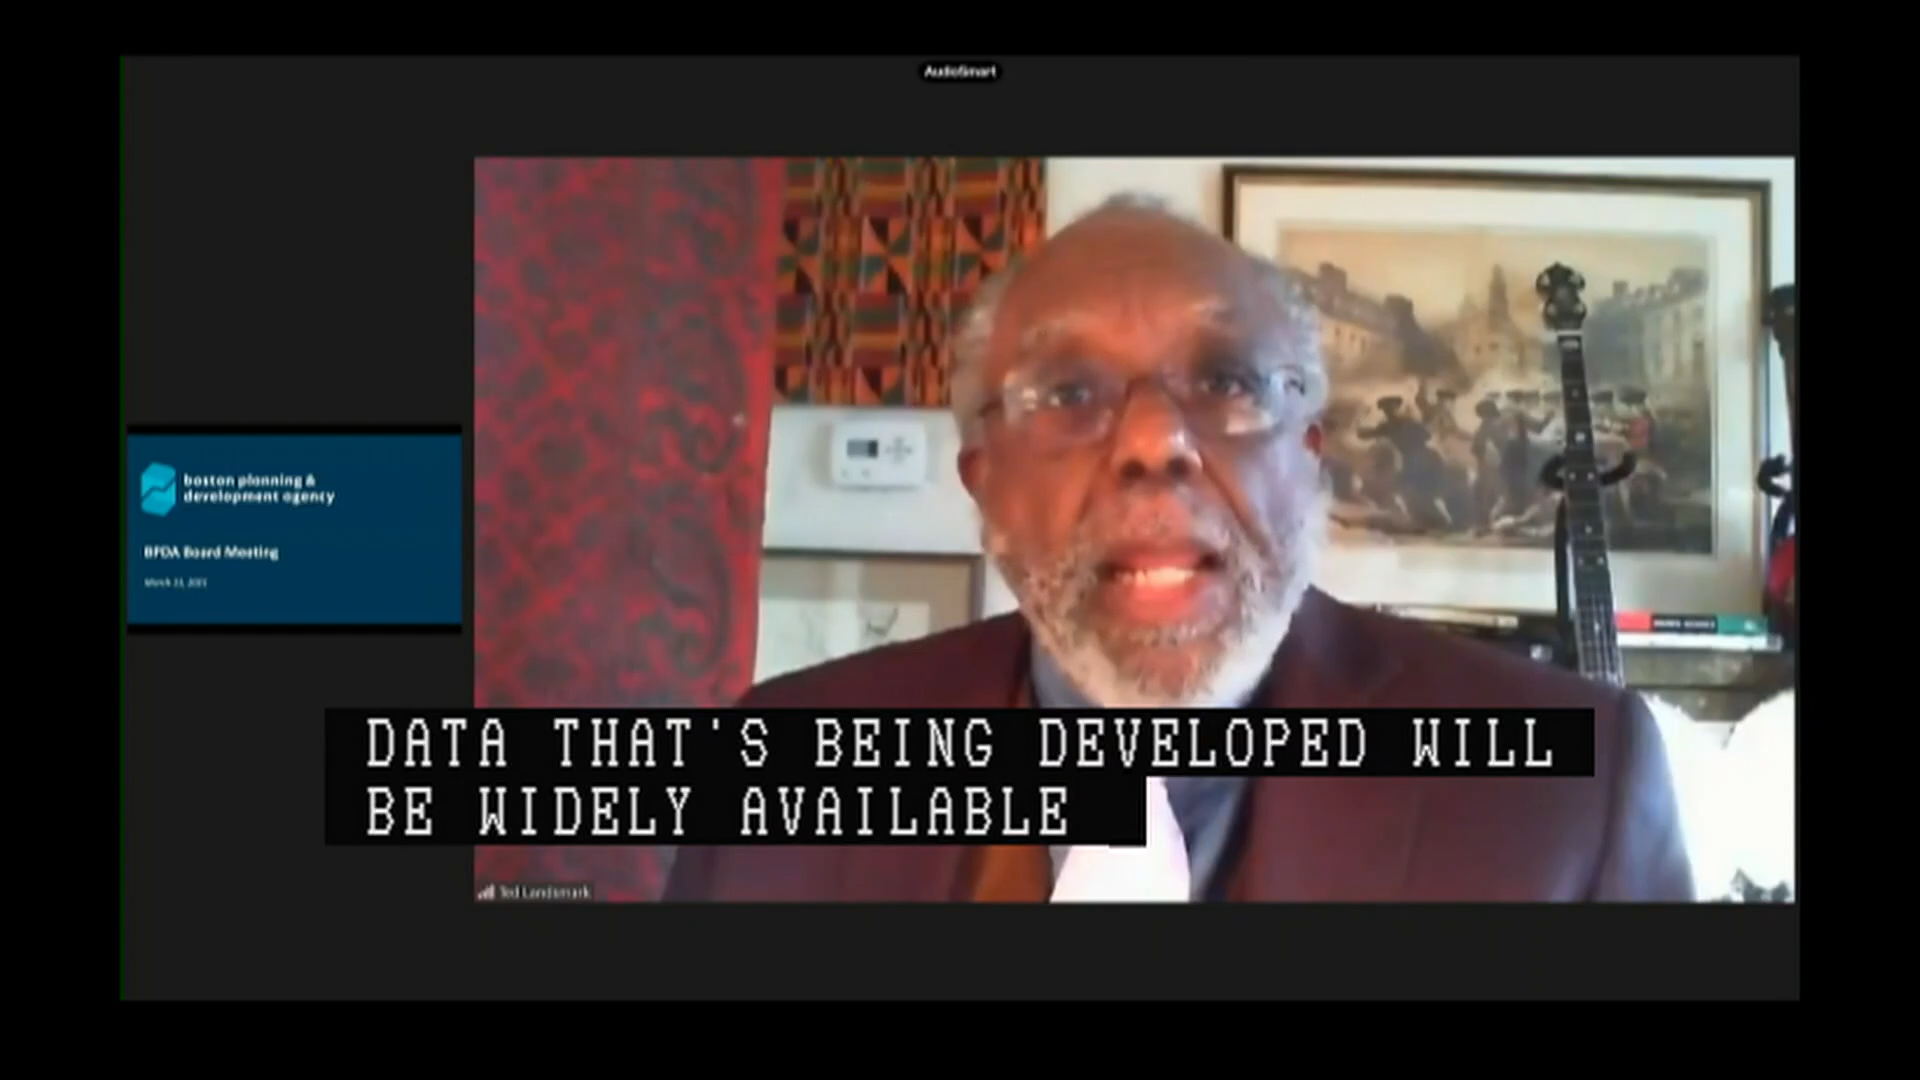 AudioSmart
boston planning &
development agency
BPDA Board Meeting
DATA THAT'S BEING DEVELOPED WILL
BE WIDELY AVAILABLE
Ted Landsmark